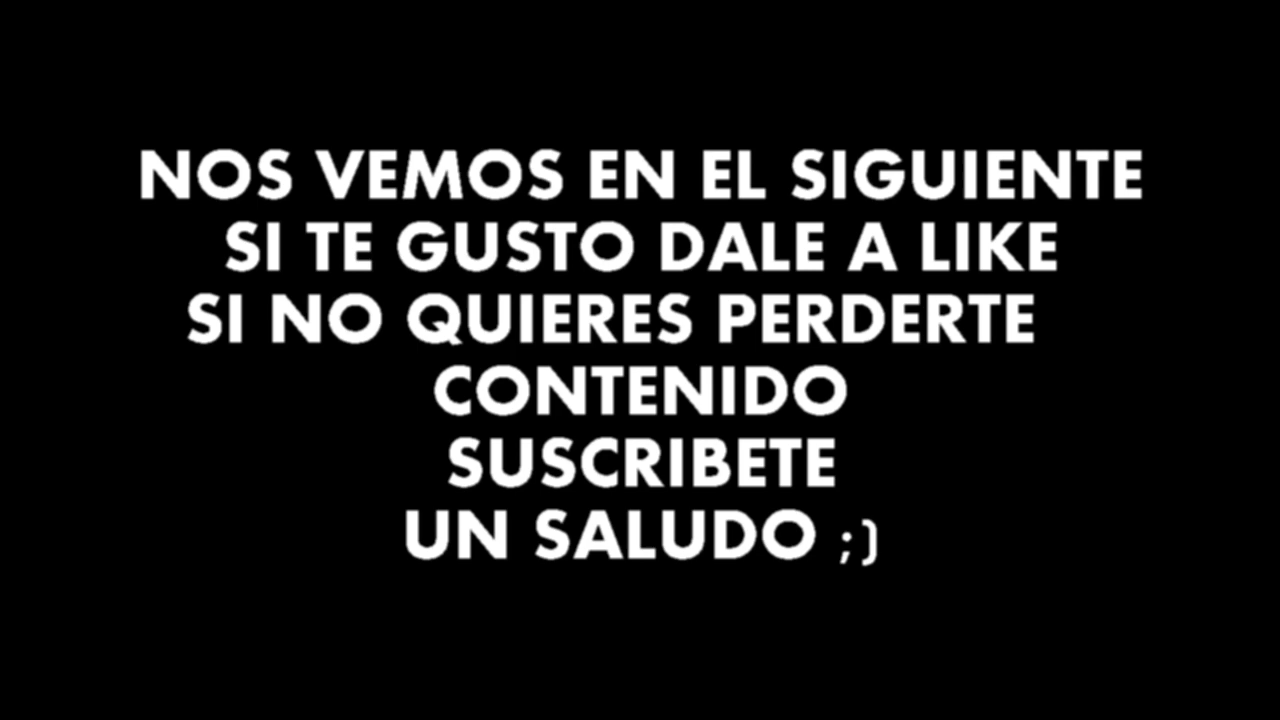 NOS VEMOS EN EL SIGUIENTE
SI TE GUSTO DALE A LIKE
SI NO QUIERES PERDERTE
CONTENIDO
SUSCRIBETE
UN SALUDO ;)